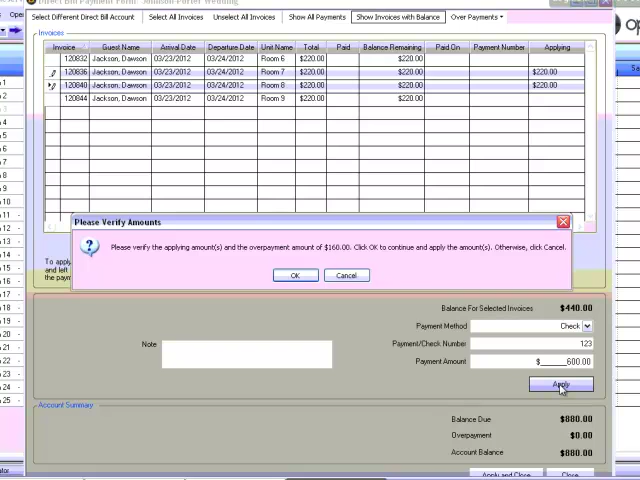 Direct Bill Payment Form: Johnson-Porter Wedding
Select Different Direct Bill Account Select All Invoices Unselect All Invoices Show All Payments Show Invoices with Balance Over Payments
Invoices
Invoice Guest Name Arrival Date Departure Date Unit Name Total Paid Balance Remaining Paid On Payment Number Applying
120832 Jackson, Dawson 03/23/2012 03/24/2012 Room 6 $220.00 $220.00
120836 Jackson, Dawson 03/23/2012 03/24/2012 Room 7 $220.00 $220.00 $220.00
120840 Jackson, Dawson 03/23/2012 03/24/2012 Room 8 $220.00 $220.00 $220.00
120844 Jackson, Dawson 03/23/2012 03/24/2012 Room 9 $220.00 $220.00
Please Verify Amounts
Please verify the applying amount(s) and the overpayment amount of $160.00. Click OK to continue and apply the amount(s). Otherwise, click Cancel.
OK Cancel
To apply
and left
the paym
Balance For Selected Invoices $440.00
Payment Method Check
Note Payment/Check Number 123
Payment Amount $______600.00
Apply
Account Summary
Balance Due $880.00
Overpayment $0.00
Account Balance $880.00
Apply and Close Close